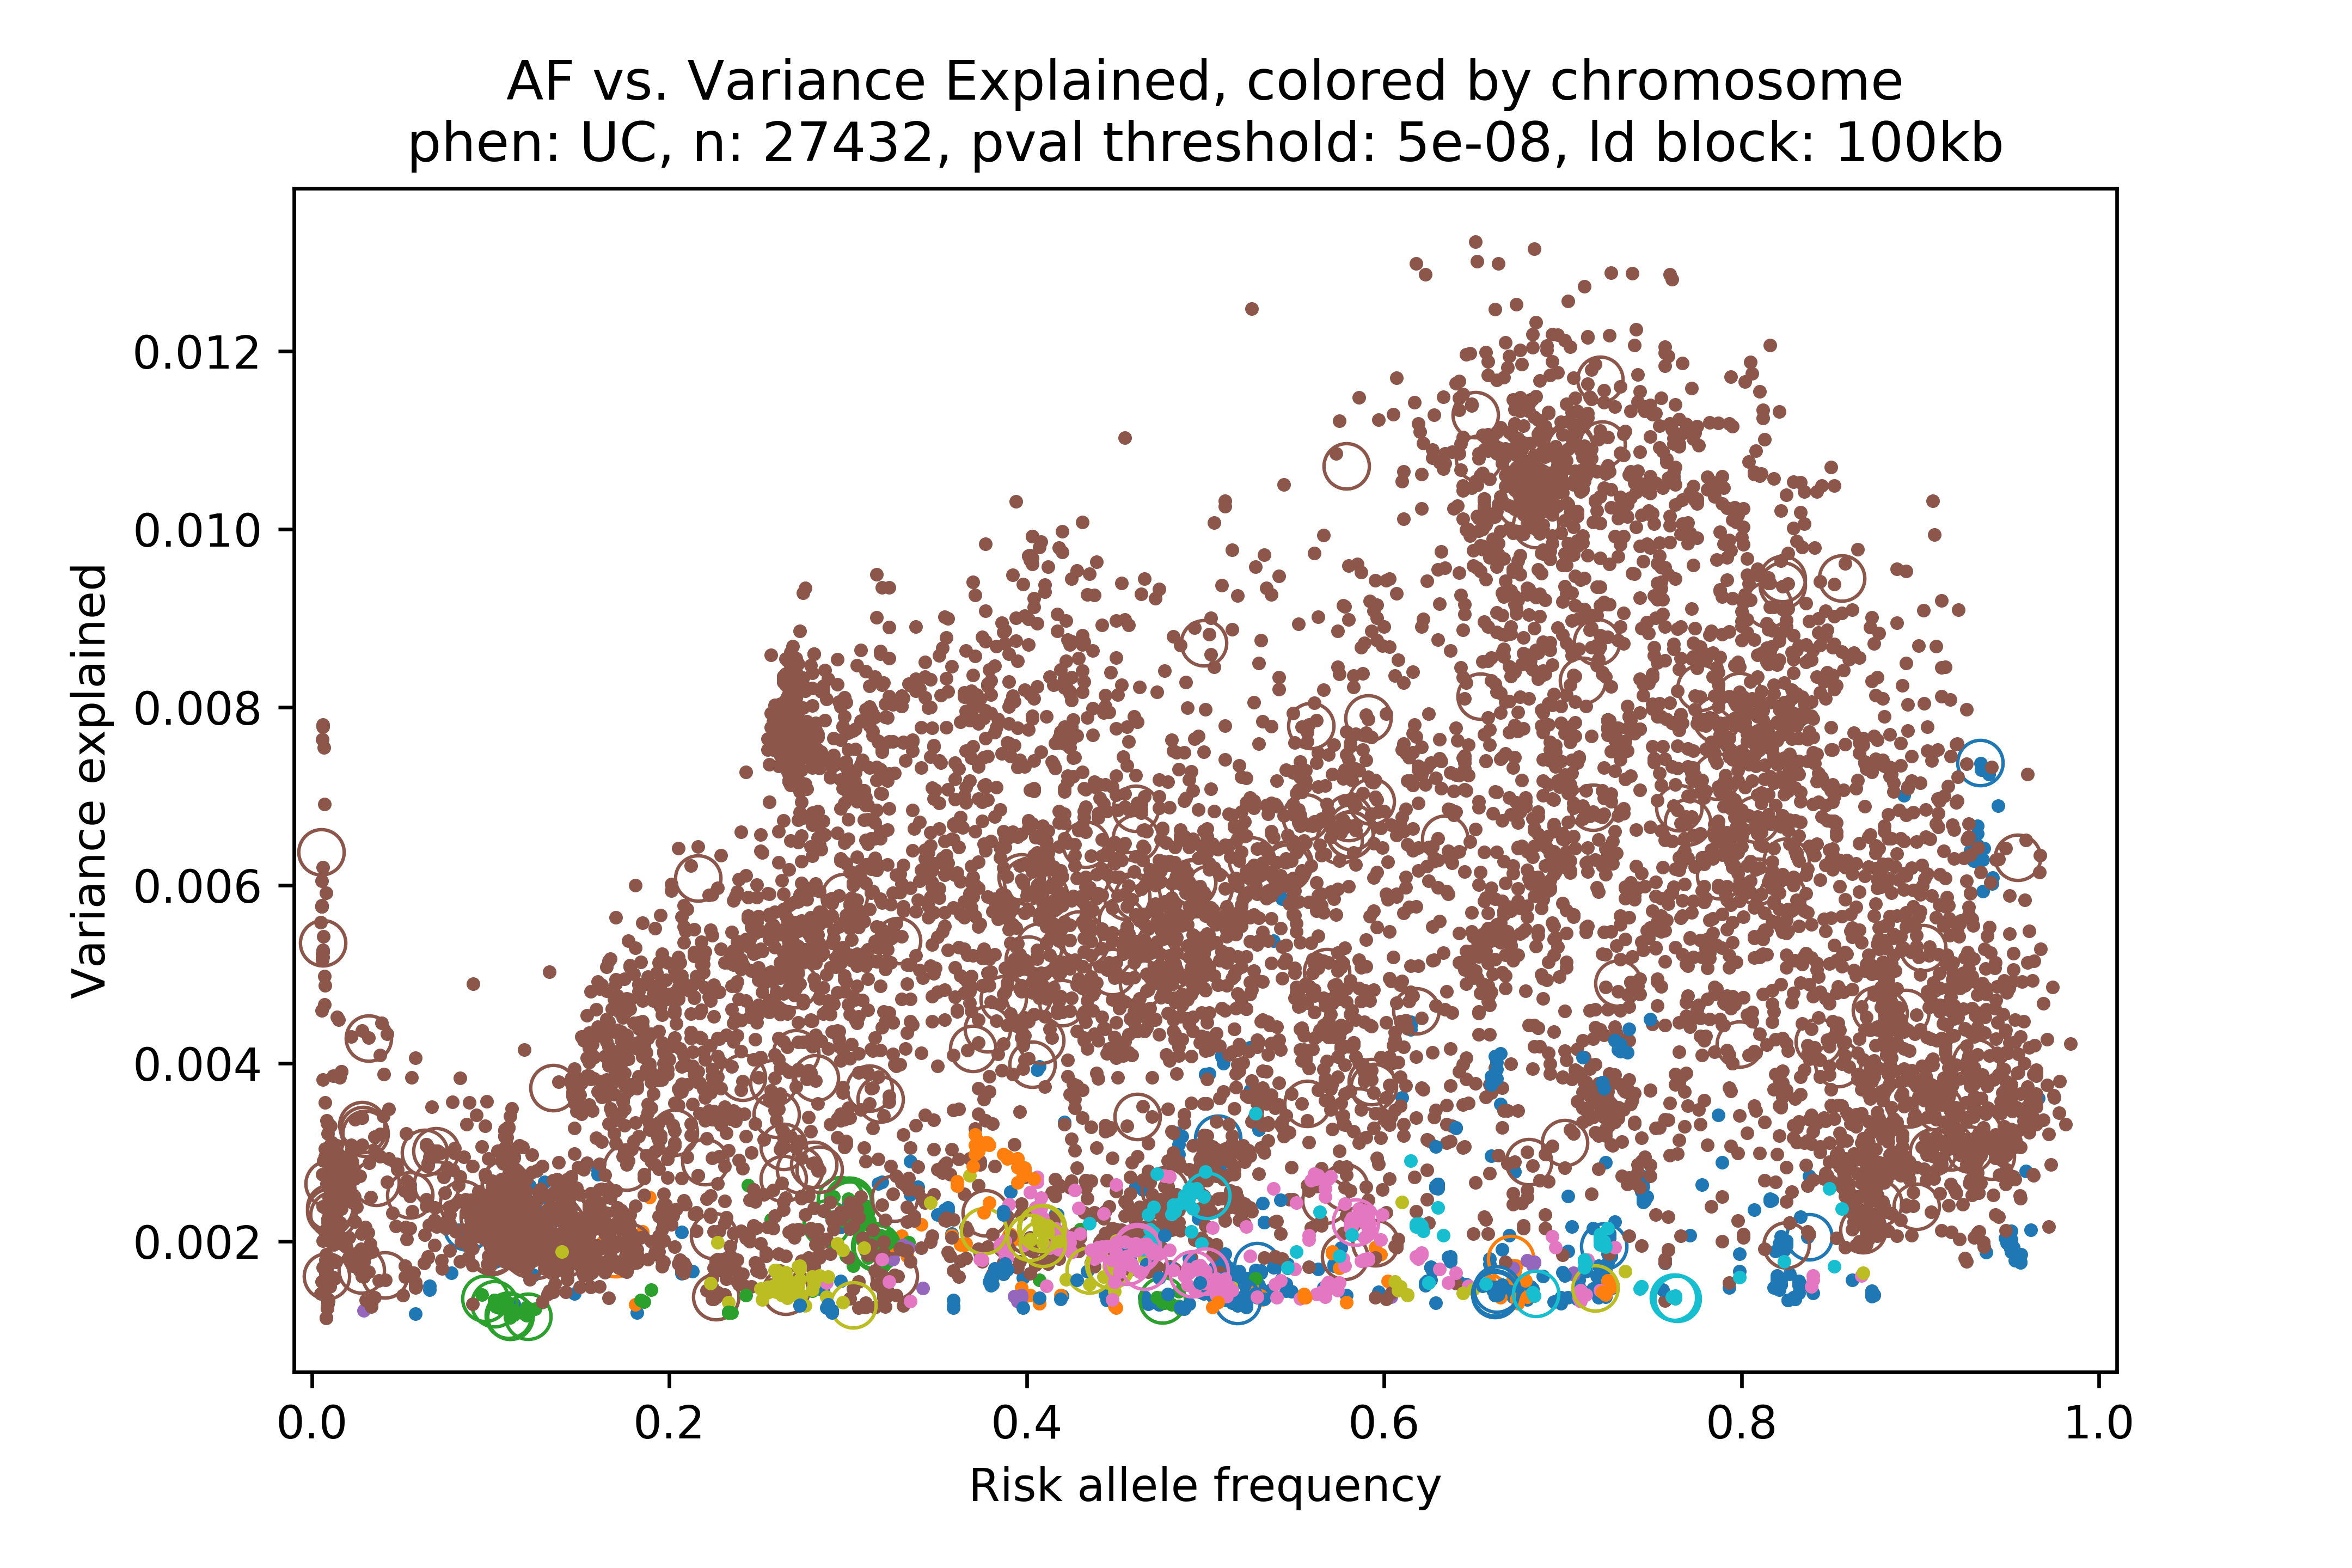 AF vs. Variance Explained, colored by chromosome
phen: UC, n: 27432, pval threshold: 5e-08, ld block: 100kb
Variance explained
0.012
0.010
0.008
0.006
0.004
0.002
0.0 0.2 0.4 0.6 0.8 1.0
Risk allele frequency